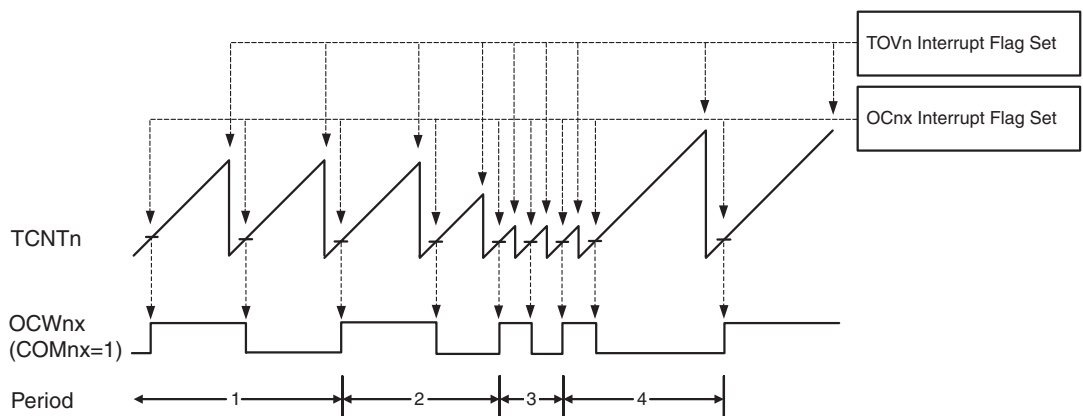 TOVn Interrupt Flag Set
OCnx Interrupt Flag Set
TCNTn
OCWnx
(COMnx=1)
Period
1
2
3
4